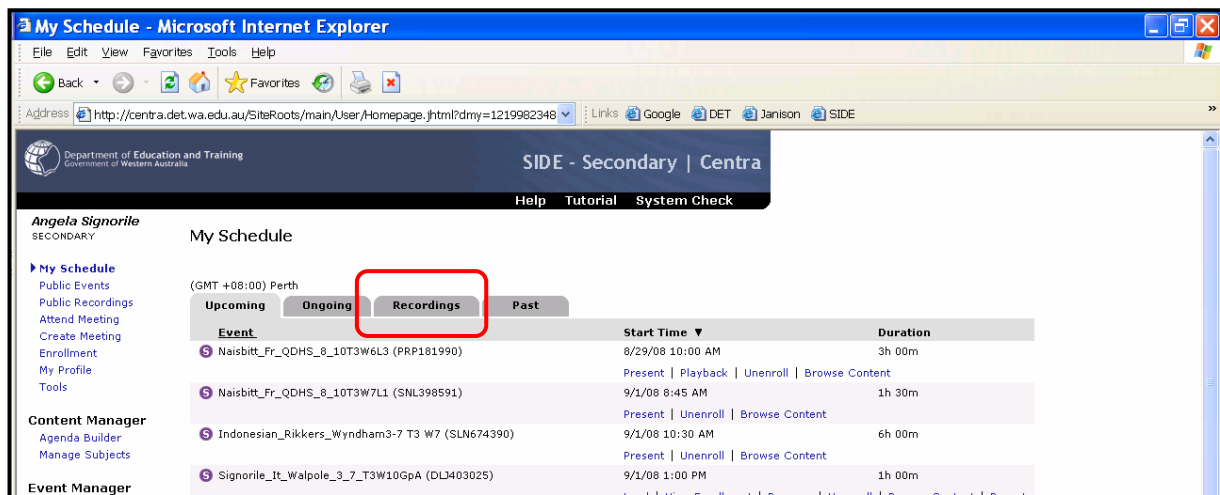 My Schedule - Microsoft Internet Explorer
File Edit View Favorites Tools Help
Back Favorites
Address http://centra.det.wa.edu.au/SiteRoots/main/User/Homepage.jhtml?dmy=1219982348 Links Google DET Janison SIDE »
Department of Education and Training
Government of Western Australia
SIDE - Secondary | Centra
Help Tutorial System Check
Angela Signorile
SECONDARY
My Schedule
My Schedule
Public Events
Public Recordings
Attend Meeting
Create Meeting
Enrollment
My Profile
Tools
Content Manager
Agenda Builder
Manage Subjects
Event Manager
(GMT +08:00) Perth
Upcoming Ongoing Recordings Past
Event Start Time ▼ Duration
S Naisbitt_Fr_QDHS_8_10T3W6L3 (PRP181990) 8/29/08 10:00 AM 3h 00m
Present | Playback | Unenroll | Browse Content
S Naisbitt_Fr_QDHS_8_10T3W7L1 (SNL398591) 9/1/08 8:45 AM 1h 30m
Present | Unenroll | Browse Content
S Indonesian_Rikkers_Wyndham3-7 T3 W7 (SLN674390) 9/1/08 10:30 AM 6h 00m
Present | Unenroll | Browse Content
S Signorile_It_Walpole_3_7_T3W10GpA (DLJ403025) 9/1/08 1:00 PM 1h 00m